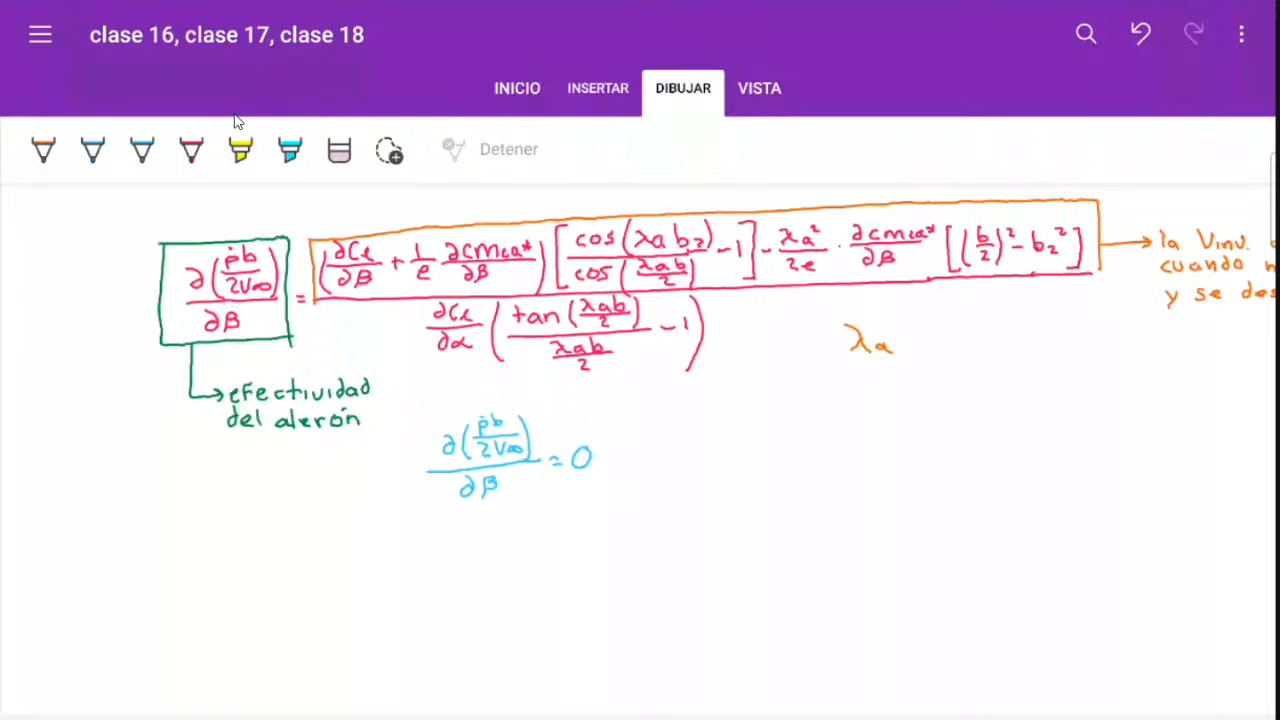 clase 16, clase 17, clase 18
INICIO INSERTAR DIBUJAR VISTA
Detener
∂(ṗb/2V∞)/∂β = (∂Cl/∂β + 1/e ∂CMca*/∂β) [cos(λa b2)/cos(λab/2) - 1] - λa²/2e · ∂CMca*/∂β [(b/2)² - b2²]
∂Cl/∂α (tan(λab/2)/(λab/2) - 1)
la Vinv.
cuando
y se des
λa
efectividad
del alerón
∂(ṗb/2V∞)/∂β = 0